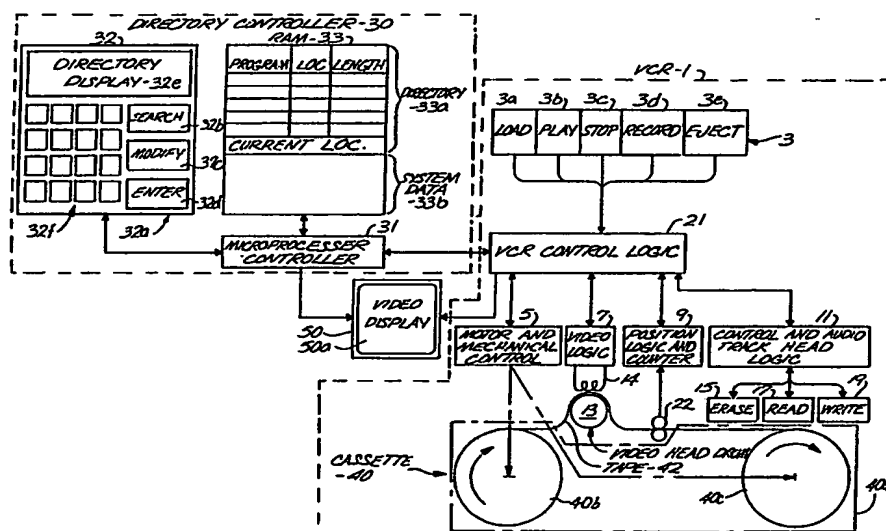 DIRECTORY CONTROLLER-30
32
RAM-33
DIRECTORY
DISPLAY-32e
SEARCH
32b
MODIFY
32c
ENTER
32d
32f
32a
PROGRAM LOC LENGTH
CURRENT LOC.
DIRECTORY
-33a
SYSTEM
DATA
-33b
MICROPROCESSER
CONTROLLER
31
VCR-1
3a 3b 3c 3d 3e
LOAD PLAY STOP RECORD EJECT
3
21
VCR CONTROL LOGIC
50
50a
VIDEO
DISPLAY
5
MOTOR AND
MECHANICAL
CONTROL
7
VIDEO
LOGIC
9
POSITION
LOGIC AND
COUNTER
11
CONTROL AND AUDIO
TRACK HEAD
LOGIC
14
13
22
15
ERASE
17
READ
19
WRITE
VIDEO HEAD DRUM
TAPE-42
CASSETTE
-40
40b
40c
40a